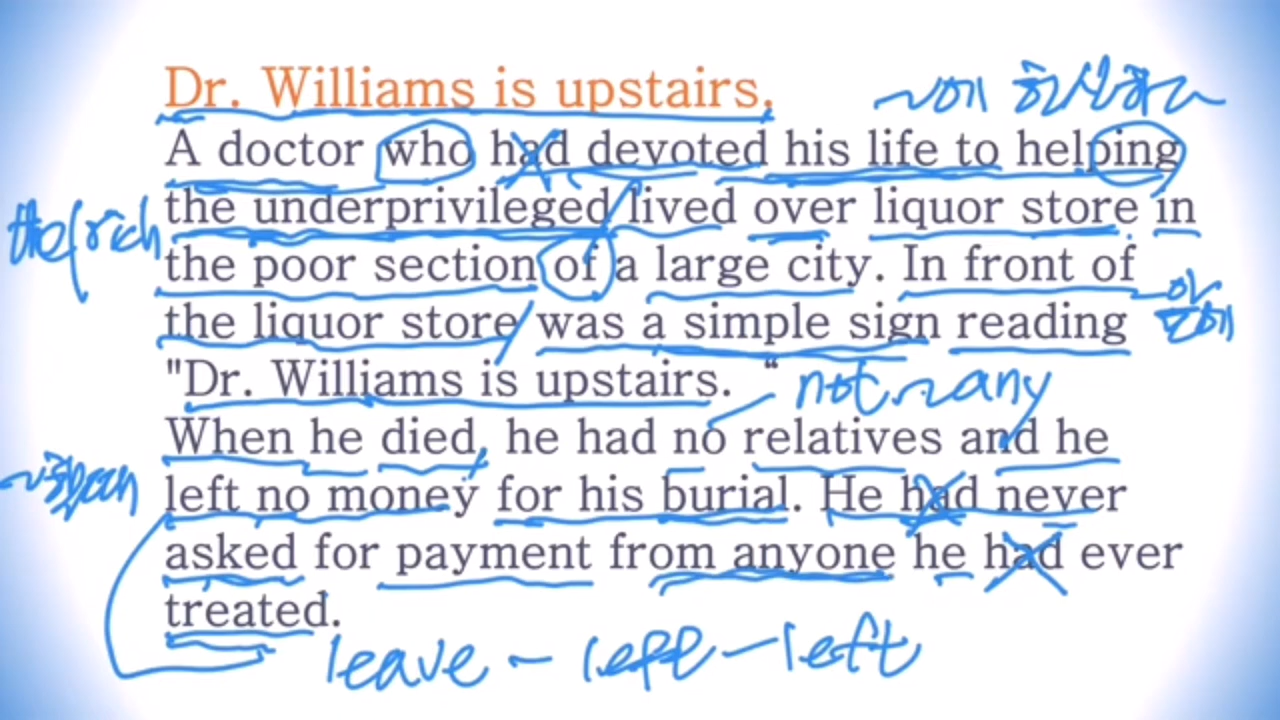 Dr. Williams is upstairs.
~에 헌신하다
A doctor who had devoted his life to helping
the underprivileged lived over liquor store in
the rich
the poor section of a large city. In front of
the liquor store was a simple sign reading
"Dr. Williams is upstairs. “
not ~ any
When he died, he had no relatives and he
left no money for his burial. He had never
asked for payment from anyone he had ever
treated.
leave - left - left